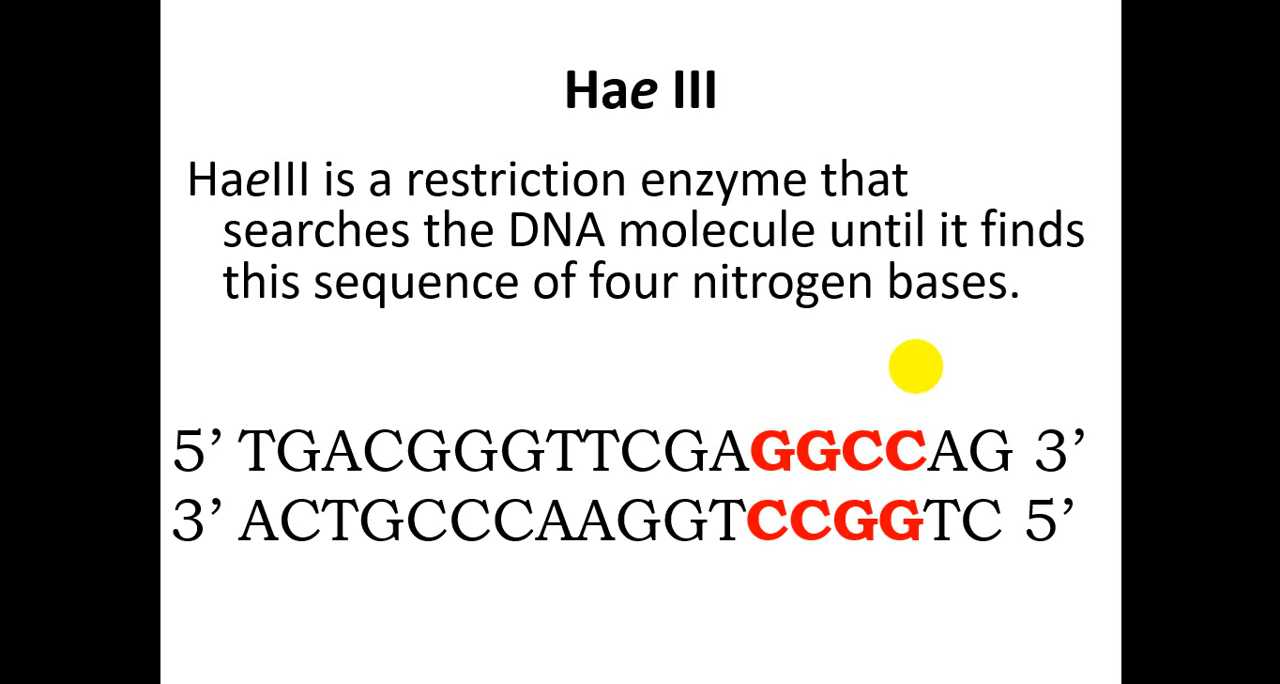 Hae III
HaeIII is a restriction enzyme that
searches the DNA molecule until it finds
this sequence of four nitrogen bases.
5’ TGACGGGTTCGAGGCCAG 3’
3’ ACTGCCCAAGGTCCGGTC 5’